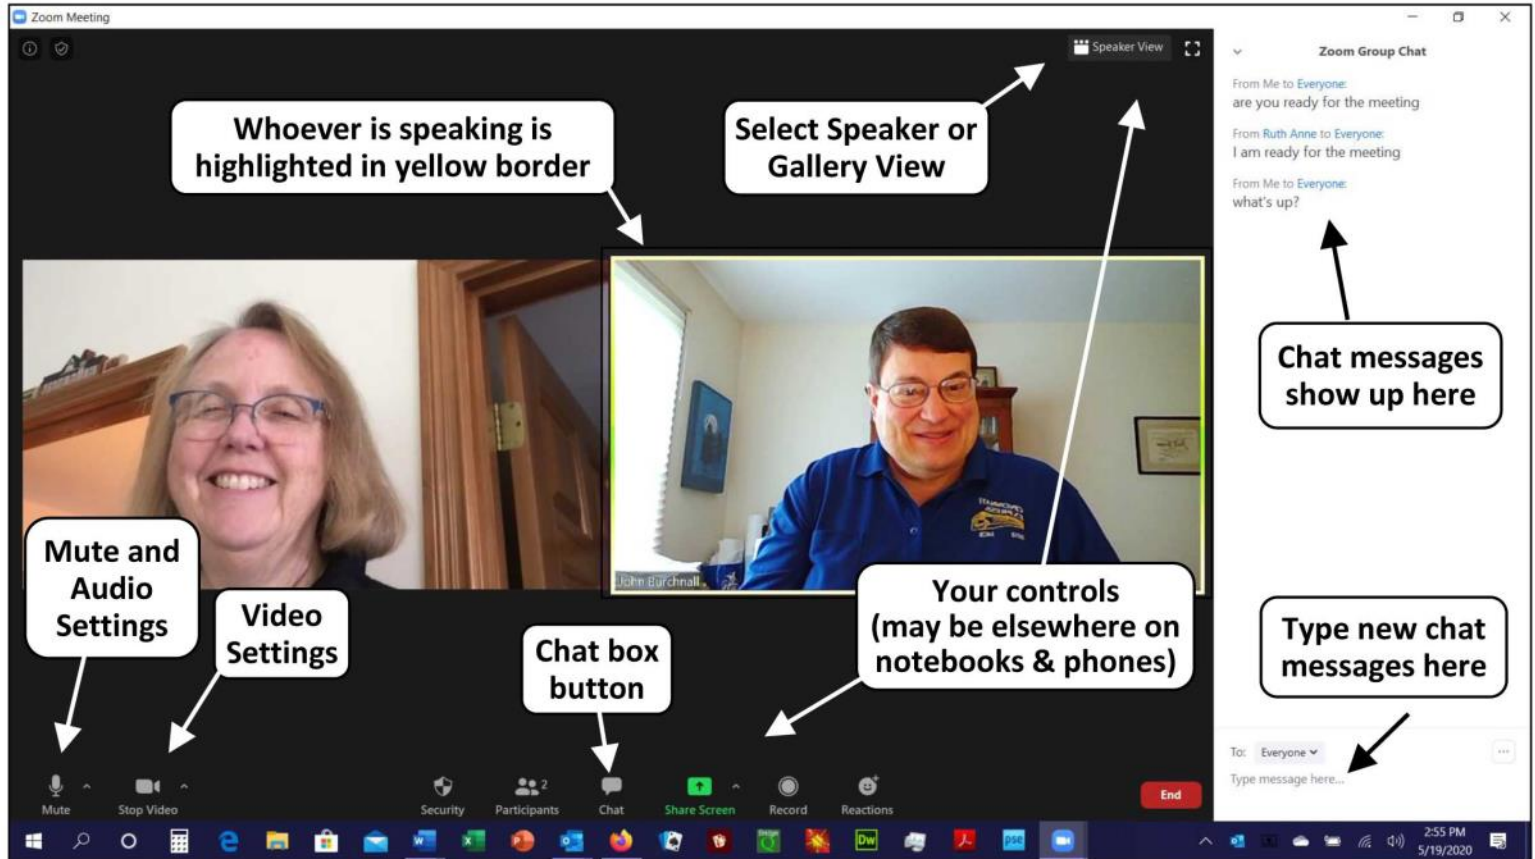 Zoom Meeting
Speaker View
Zoom Group Chat
From Me to Everyone:
are you ready for the meeting
From Ruth Anne to Everyone:
I am ready for the meeting
From Me to Everyone:
what's up?
Whoever is speaking is
highlighted in yellow border
Select Speaker or
Gallery View
Chat messages
show up here
John Burchnall
Mute and
Audio
Settings
Video
Settings
Chat box
button
Your controls
(may be elsewhere on
notebooks & phones)
Type new chat
messages here
To: Everyone
Type message here...
Mute
Stop Video
Security
Participants
2
Chat
Share Screen
Record
Reactions
End
Dw
pse
2:55 PM
5/19/2020